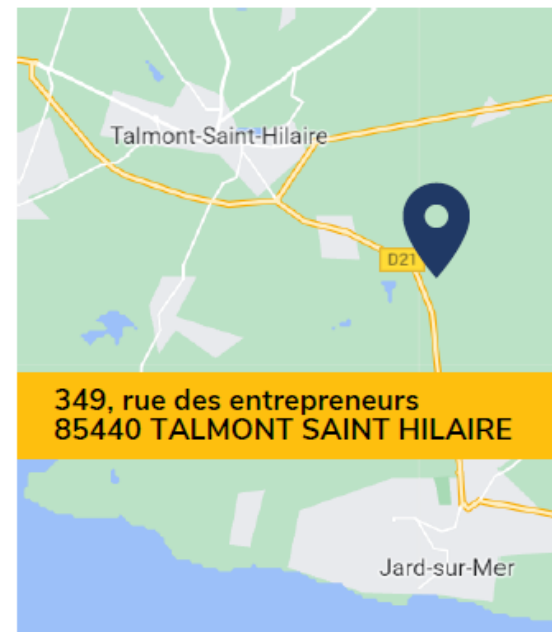 Talmont-Saint-Hilaire
D21
349, rue des entrepreneurs
85440 TALMONT SAINT HILAIRE
Jard-sur-Mer